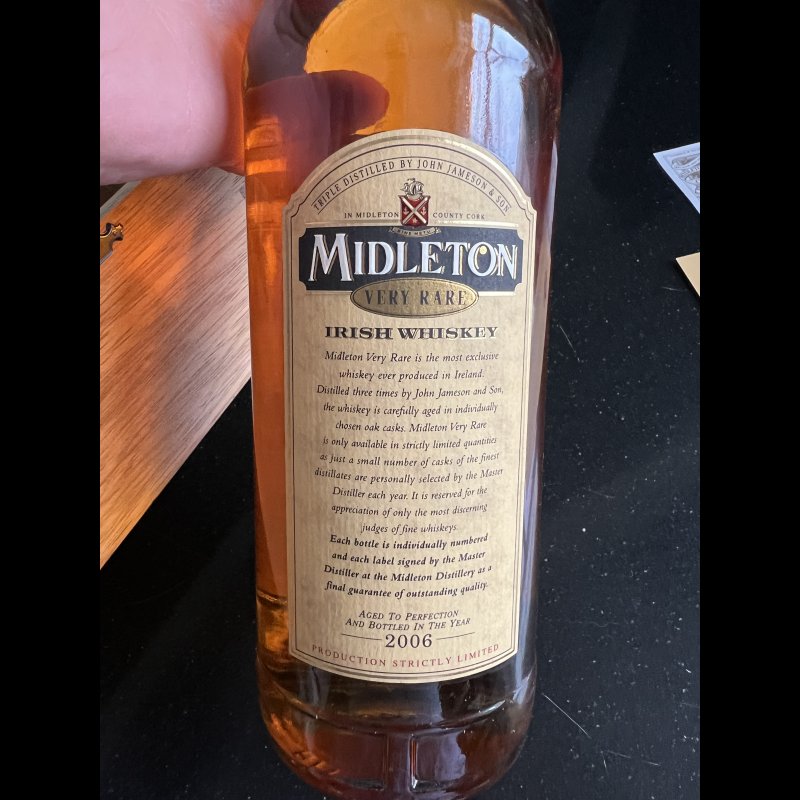 TRIPLE DISTILLED BY JOHN JAMESON & SON
IN MIDLETON COUNTY CORK
SINE METU
MIDLETON
VERY RARE
IRISH WHISKEY
Midleton Very Rare is the most exclusive
whiskey ever produced in Ireland.
Distilled three times by John Jameson and Son,
the whiskey is carefully aged in individually
chosen oak casks. Midleton Very Rare
is only available in strictly limited quantities
as just a small number of casks of the finest
distillates are personally selected by the Master
Distiller each year. It is reserved for the
appreciation of only the most discerning
judges of fine whiskeys.
Each bottle is individually numbered
and each label signed by the Master
Distiller at the Midleton Distillery as a
final guarantee of outstanding quality.
AGED TO PERFECTION
AND BOTTLED IN THE YEAR
2006
PRODUCTION STRICTLY LIMITED